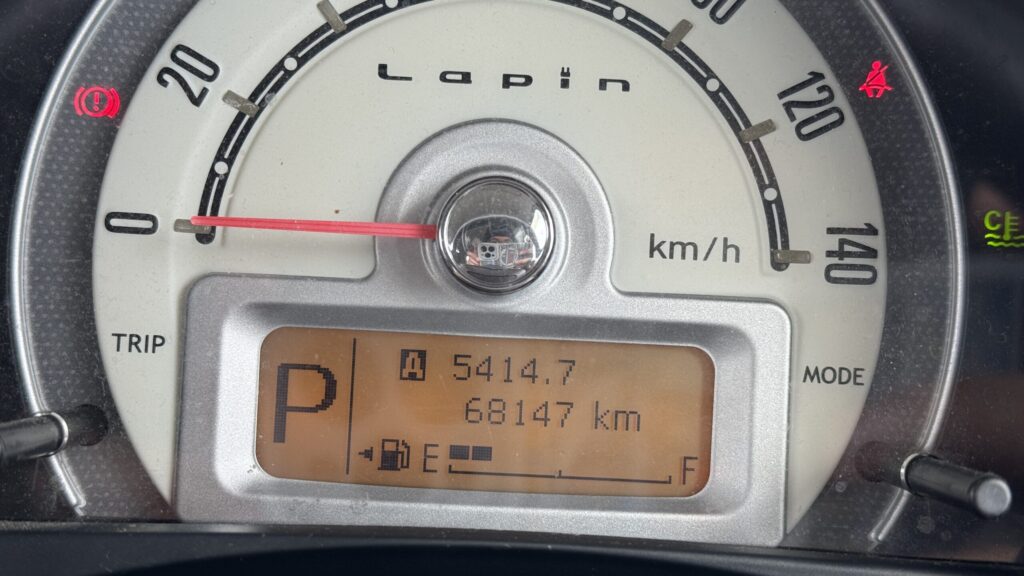 20
Lapin
120
0
km/h
140
TRIP
MODE
P
A 5414.7
68147 km
E
F